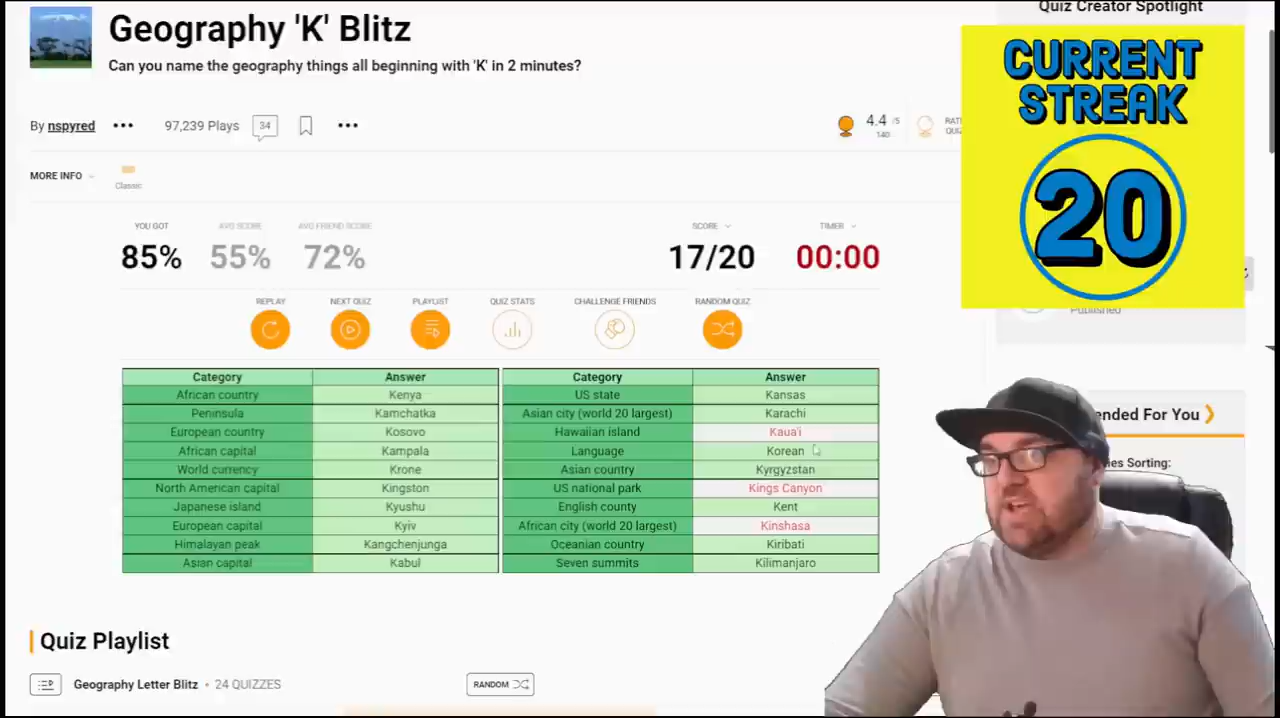 Geography 'K' Blitz
Can you name the geography things all beginning with 'K' in 2 minutes?
By nspyred ••• 97,239 Plays 34 •••
4.4 /5
140
MORE INFO
Classic
Quiz Creator Spotlight
CURRENT
STREAK
20
Published
YOU GOT AVG SCORE AVG FRIEND SCORE SCORE TIMER
85% 55% 72% 17/20 00:00
REPLAY NEXT QUIZ PLAYLIST QUIZ STATS CHALLENGE FRIENDS RANDOM QUIZ
Category Answer Category Answer
African country Kenya US state Kansas
Peninsula Kamchatka Asian city (world 20 largest) Karachi
European country Kosovo Hawaiian island Kaua'i
African capital Kampala Language Korean
World currency Krone Asian country Kyrgyzstan
North American capital Kingston US national park Kings Canyon
Japanese island Kyushu English county Kent
European capital Kyiv African city (world 20 largest) Kinshasa
Himalayan peak Kangchenjunga Oceanian country Kiribati
Asian capital Kabul Seven summits Kilimanjaro
ended For You
Sorting:
Quiz Playlist
Geography Letter Blitz • 24 QUIZZES RANDOM